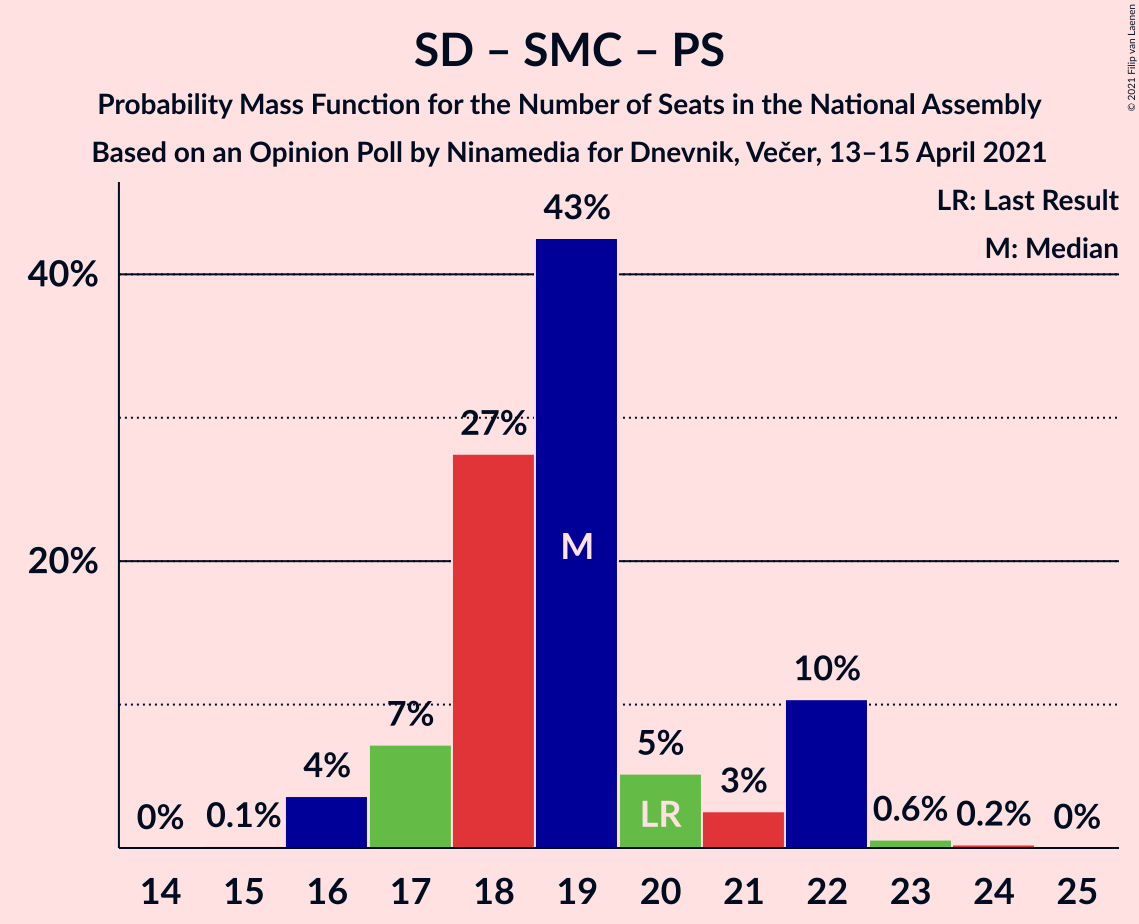 SD – SMC – PS
Probability Mass Function for the Number of Seats in the National Assembly
Based on an Opinion Poll by Ninamedia for Dnevnik, Večer, 13–15 April 2021
© 2021 Filip van Laenen
LR: Last Result
M: Median
43%
40%
27%
M
20%
10%
7%
5%
4%
3%
LR
0% 0.1% 0.6% 0.2% 0%
14 15 16 17 18 19 20 21 22 23 24 25